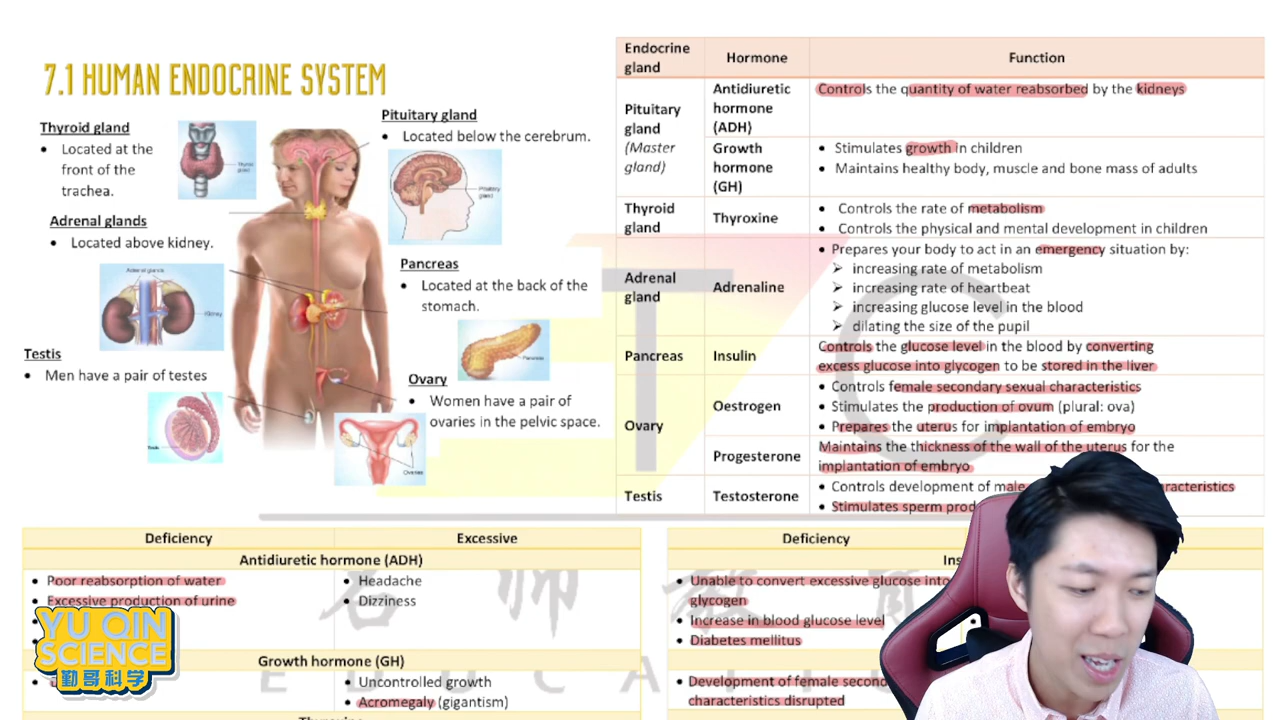 7.1 HUMAN ENDOCRINE SYSTEM
Thyroid gland
• Located at the
front of the
trachea.
Adrenal glands
• Located above kidney.
Adrenal glands
Kidney
Testis
• Men have a pair of testes
Pituitary gland
• Located below the cerebrum.
Pituitary
gland
Pancreas
• Located at the back of the
stomach.
Pancreas
Ovary
• Women have a pair of
ovaries in the pelvic space.
Ovaries
Endocrine
gland
Hormone
Function
Pituitary
gland
(Master
gland)
Antidiuretic
hormone
(ADH)
Controls the quantity of water reabsorbed by the kidneys
Growth
hormone
(GH)
• Stimulates growth in children
• Maintains healthy body, muscle and bone mass of adults
Thyroid
gland
Thyroxine
• Controls the rate of metabolism
• Controls the physical and mental development in children
Adrenal
gland
Adrenaline
• Prepares your body to act in an emergency situation by:
➢ increasing rate of metabolism
➢ increasing rate of heartbeat
➢ increasing glucose level in the blood
➢ dilating the size of the pupil
Pancreas
Insulin
Controls the glucose level in the blood by converting
excess glucose into glycogen to be stored in the liver
Ovary
Oestrogen
• Controls female secondary sexual characteristics
• Stimulates the production of ovum (plural: ova)
• Prepares the uterus for implantation of embryo
Progesterone
Maintains the thickness of the wall of the uterus for the
implantation of embryo
Testis
Testosterone
• Controls development of
• Stimulates sperm
Deficiency
Excessive
Antidiuretic hormone (ADH)
• Poor reabsorption of water
• Excessive production of urine
• Headache
• Dizziness
Growth hormone (GH)
• Uncontrolled growth
• Acromegaly (gigantism)
Deficiency
• Unable to convert excessive glucose into
glycogen
• Increase in blood glucose level
• Diabetes mellitus
• Development of female
characteristics disrupted
YU QIN
SCIENCE
勤哥科学
名师教育